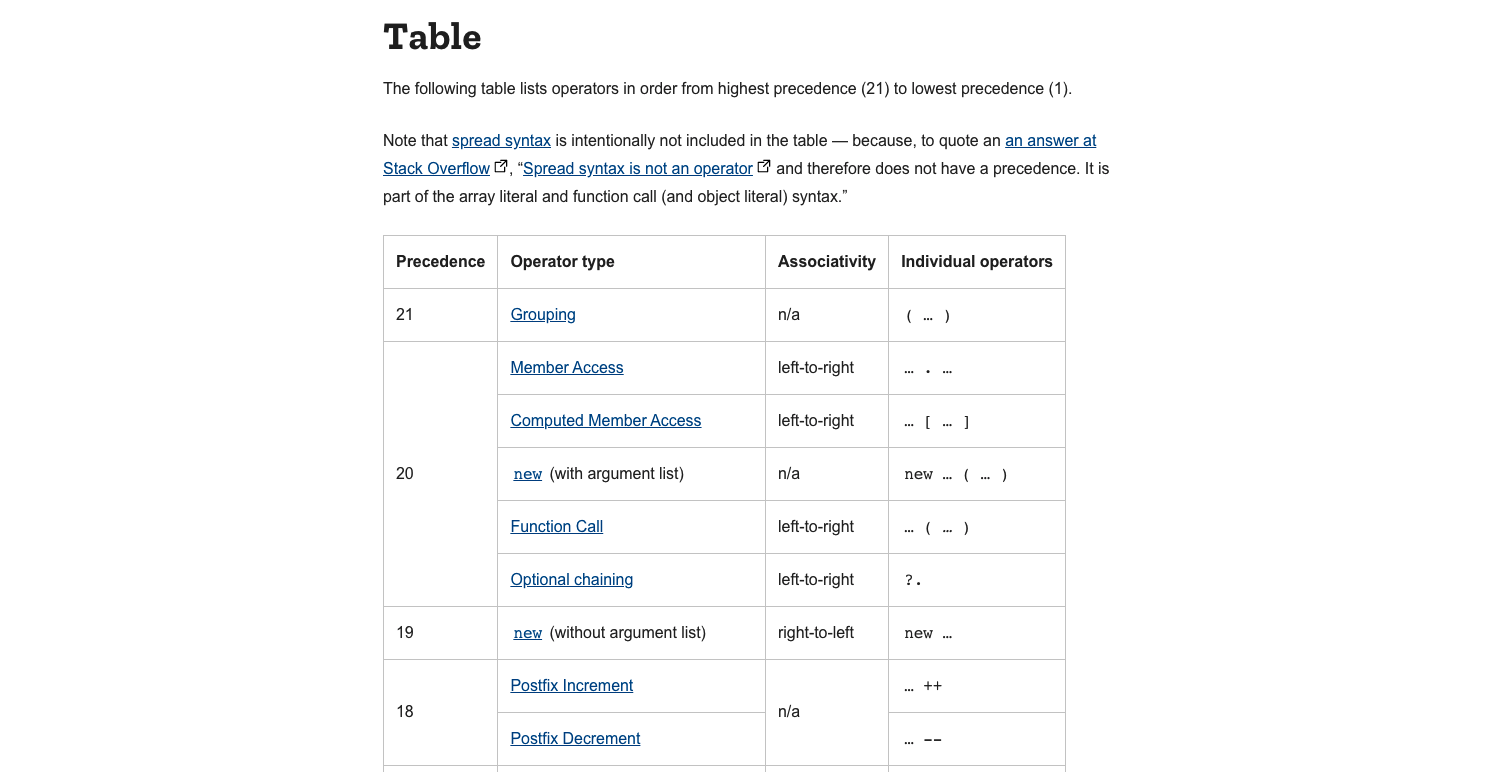 Table
The following table lists operators in order from highest precedence (21) to lowest precedence (1).
Note that spread syntax is intentionally not included in the table — because, to quote an an answer at
Stack Overflow, “Spread syntax is not an operator and therefore does not have a precedence. It is
part of the array literal and function call (and object literal) syntax.”
Precedence Operator type Associativity Individual operators
21 Grouping n/a ( … )
20
Member Access left-to-right … . …
Computed Member Access left-to-right … [ … ]
new (with argument list) n/a new … ( … )
Function Call left-to-right … ( … )
Optional chaining left-to-right ?.
19 new (without argument list) right-to-left new …
18
Postfix Increment n/a … ++
Postfix Decrement … --